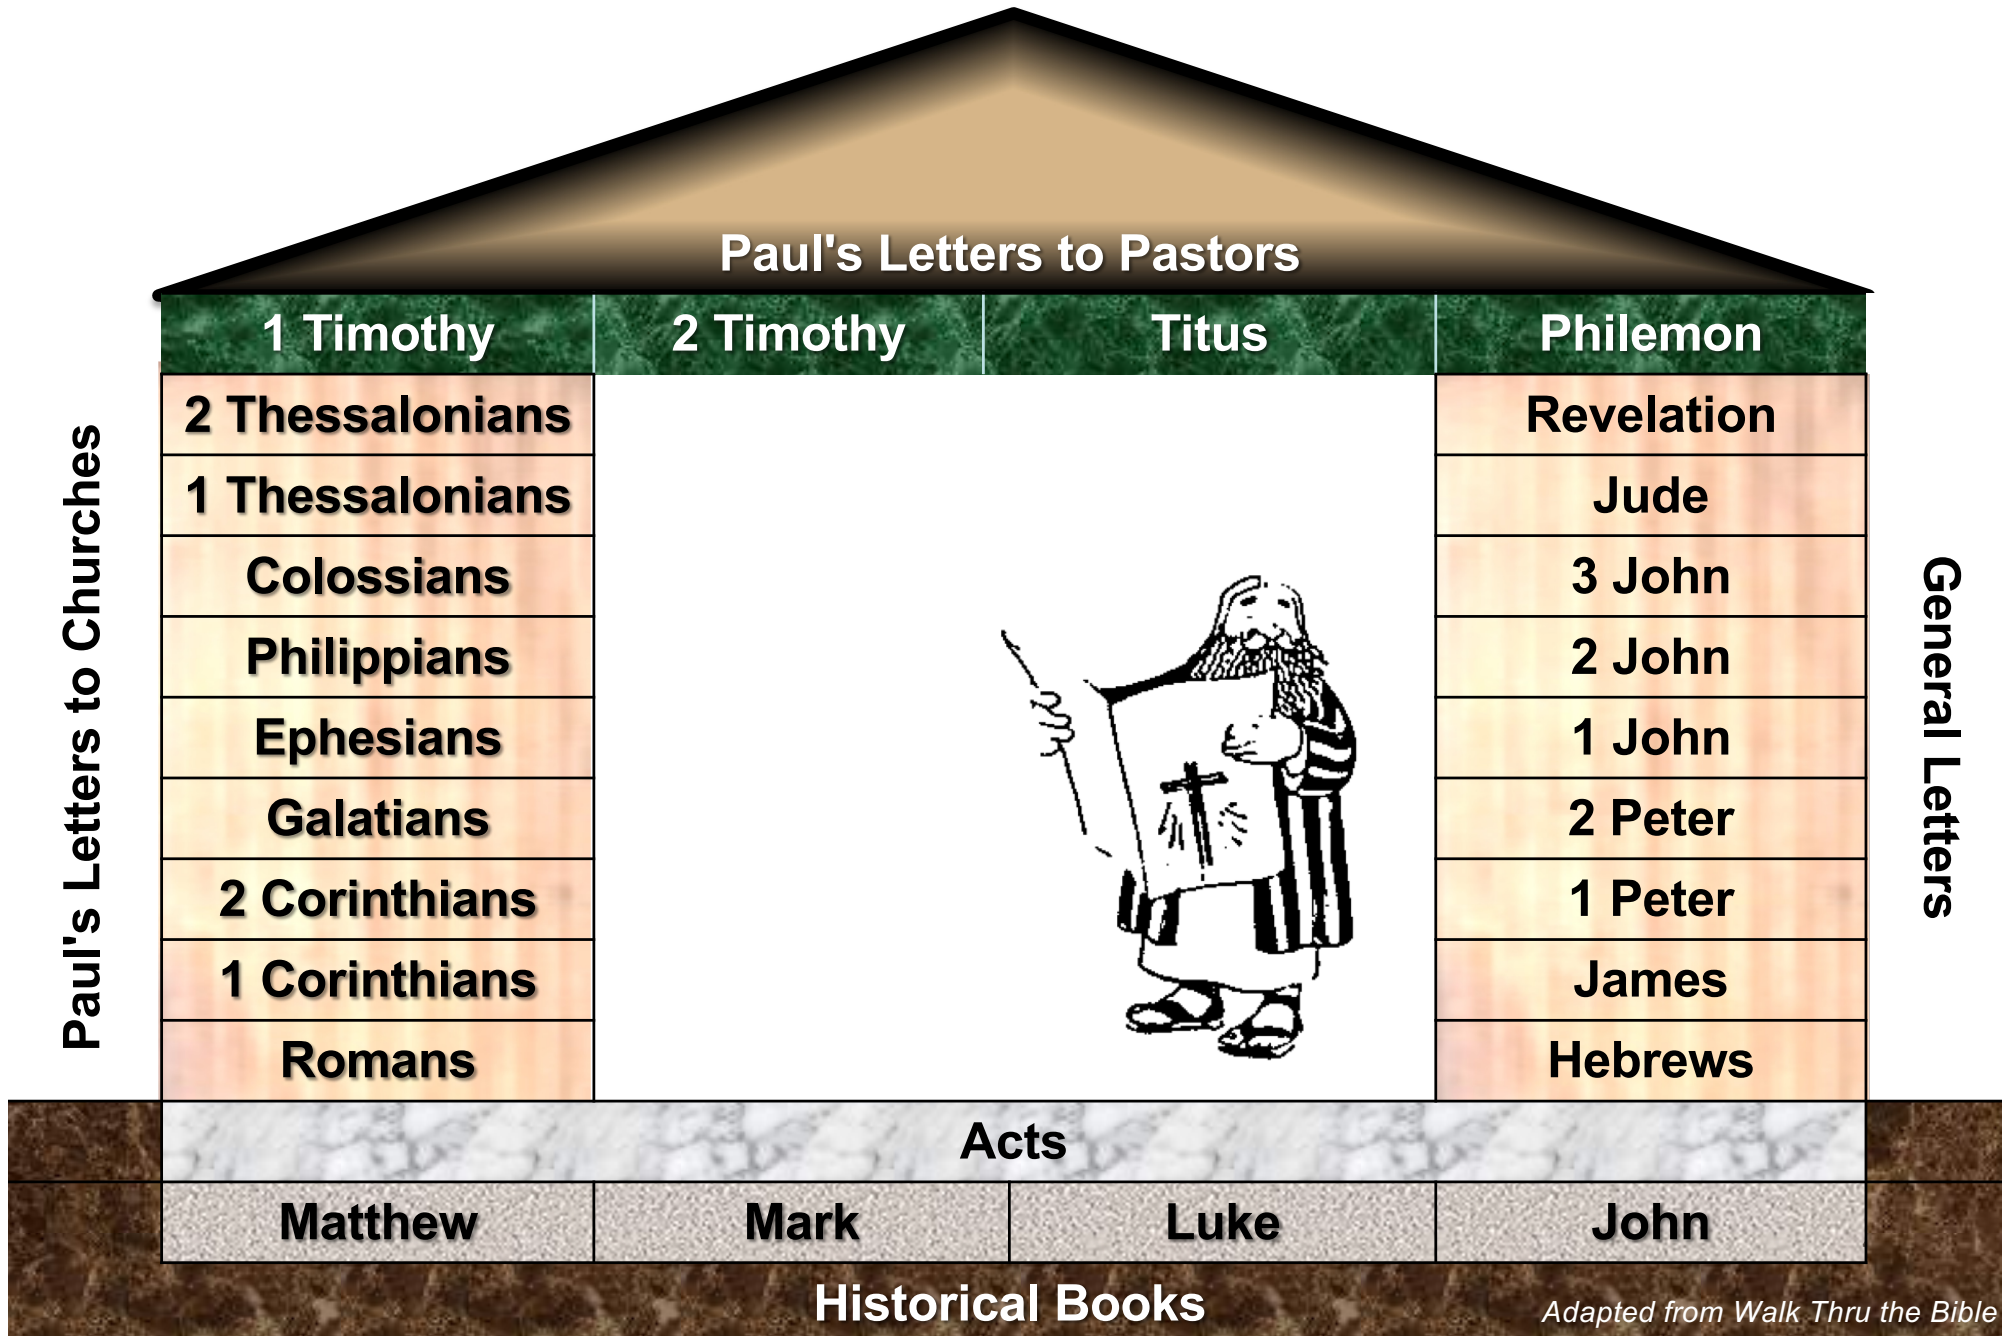 Paul's Letters to Pastors
1 Timothy
2 Timothy
Titus
Philemon
Paul's Letters to Churches
2 Thessalonians
1 Thessalonians
Colossians
Philippians
Ephesians
Galatians
2 Corinthians
1 Corinthians
Romans
Revelation
Jude
3 John
2 John
1 John
2 Peter
1 Peter
James
Hebrews
General Letters
Acts
Matthew
Mark
Luke
John
Historical Books
Adapted from Walk Thru the Bible